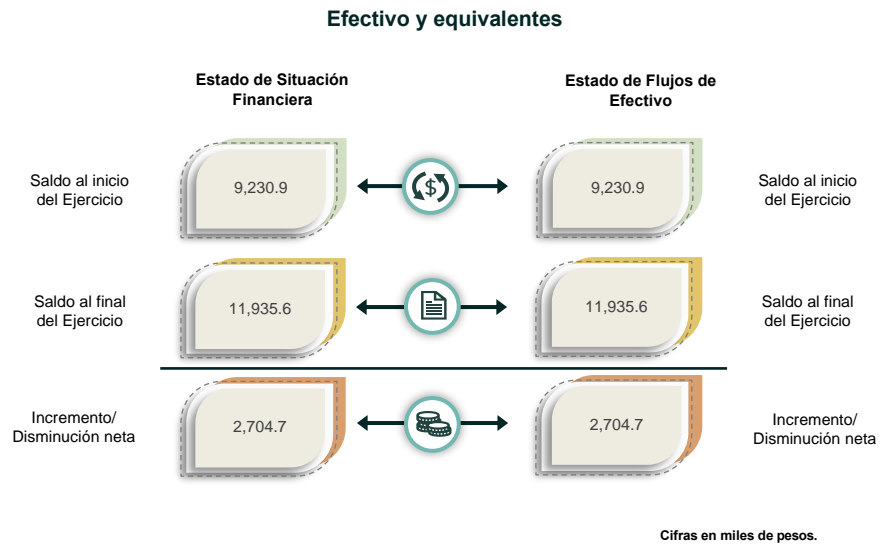 Efectivo y equivalentes
Estado de Situación
Financiera
Estado de Flujos de
Efectivo
Saldo al inicio
del Ejercicio
9,230.9
$
9,230.9
Saldo al inicio
del Ejercicio
Saldo al final
del Ejercicio
11,935.6
11,935.6
Saldo al final
del Ejercicio
Incremento/
Disminución neta
2,704.7
2,704.7
Incremento/
Disminución neta
Cifras en miles de pesos.